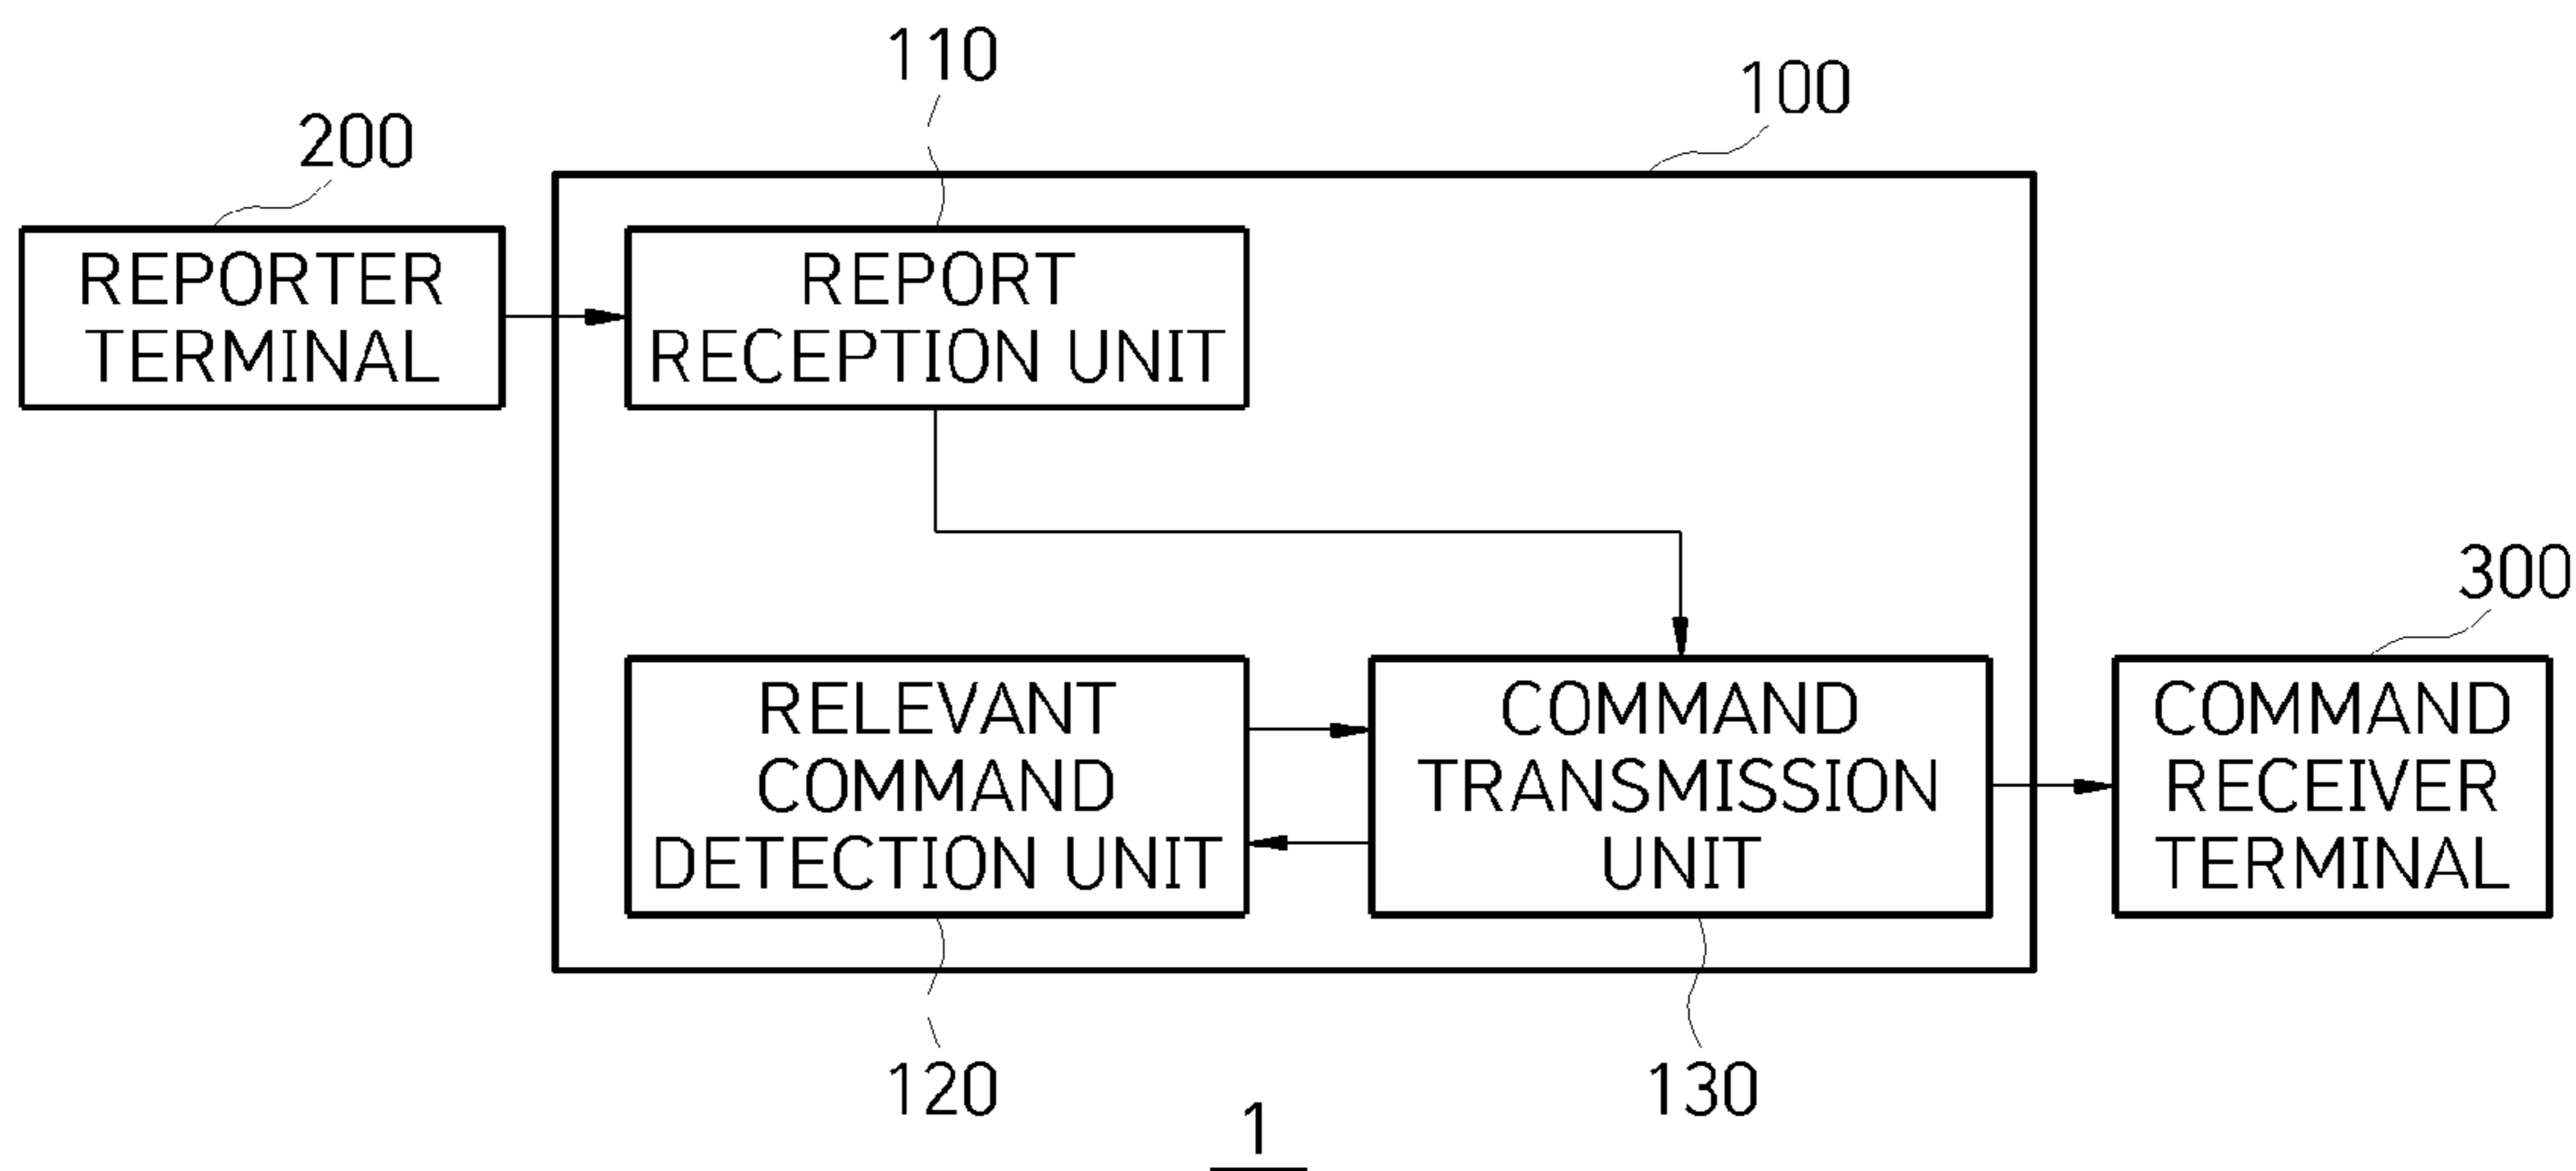 110
100
200
REPORTER
TERMINAL
REPORT
RECEPTION UNIT
300
RELEVANT
COMMAND
DETECTION UNIT
COMMAND
TRANSMISSION
UNIT
COMMAND
RECEIVER
TERMINAL
120
130
1